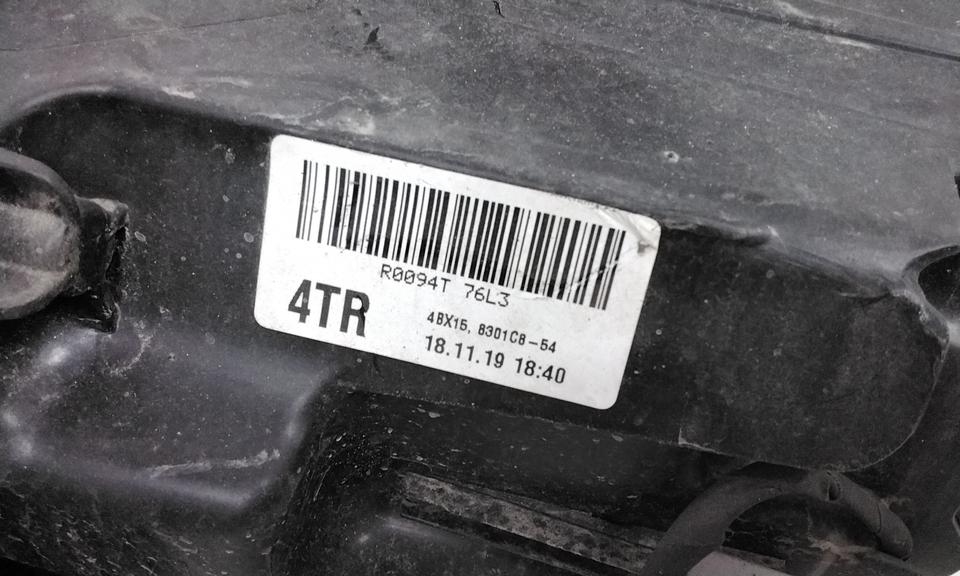 R0094T 76L3
4TR
4BX15, 8301C8-54
18.11.19 18:40